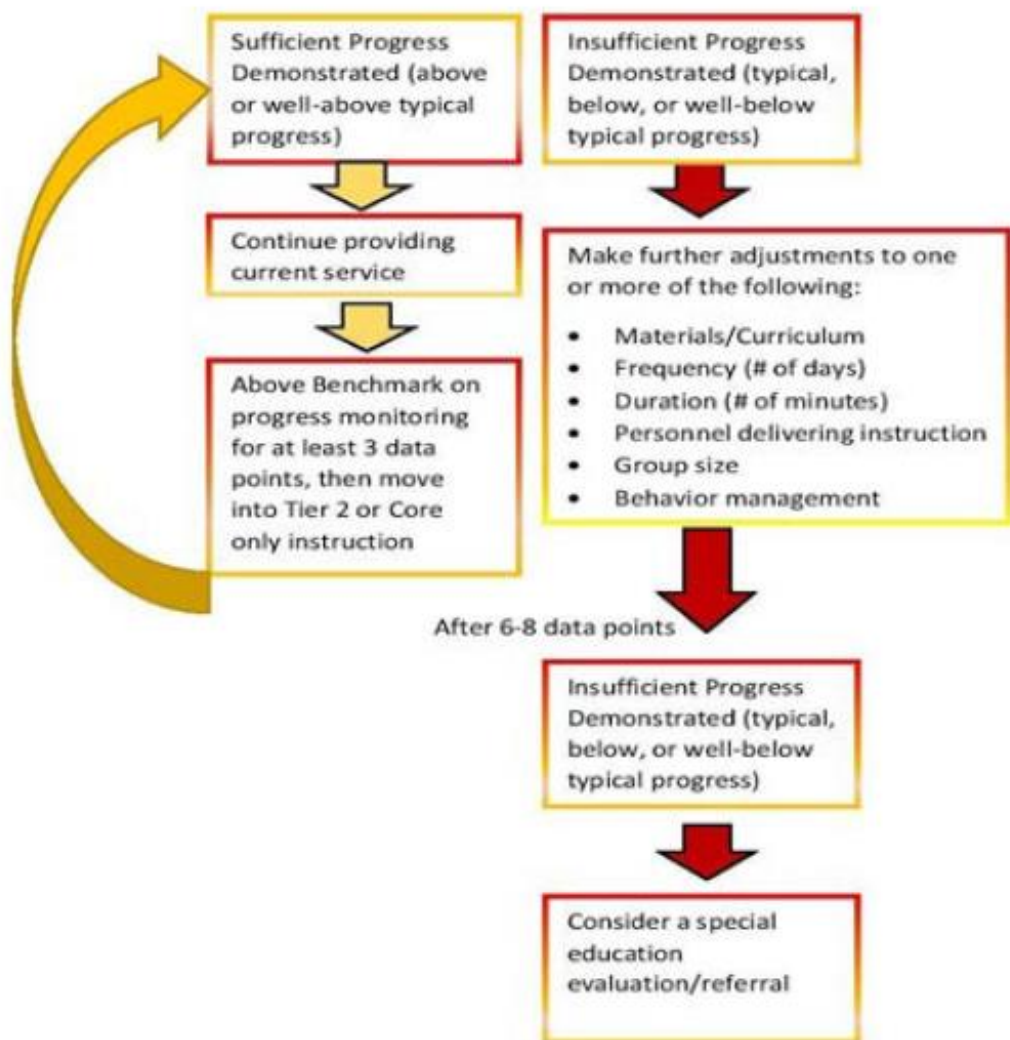 Sufficient Progress
Demonstrated (above
or well-above typical
progress)
Continue providing
current service
Above Benchmark on
progress monitoring
for at least 3 data
points, then move
into Tier 2 or Core
only instruction
Insufficient Progress
Demonstrated (typical,
below, or well-below
typical progress)
Make further adjustments to one
or more of the following:
• Materials/Curriculum
• Frequency (# of days)
• Duration (# of minutes)
• Personnel delivering instruction
• Group size
• Behavior management
After 6-8 data points
Insufficient Progress
Demonstrated (typical,
below, or well-below
typical progress)
Consider a special
education
evaluation/referral